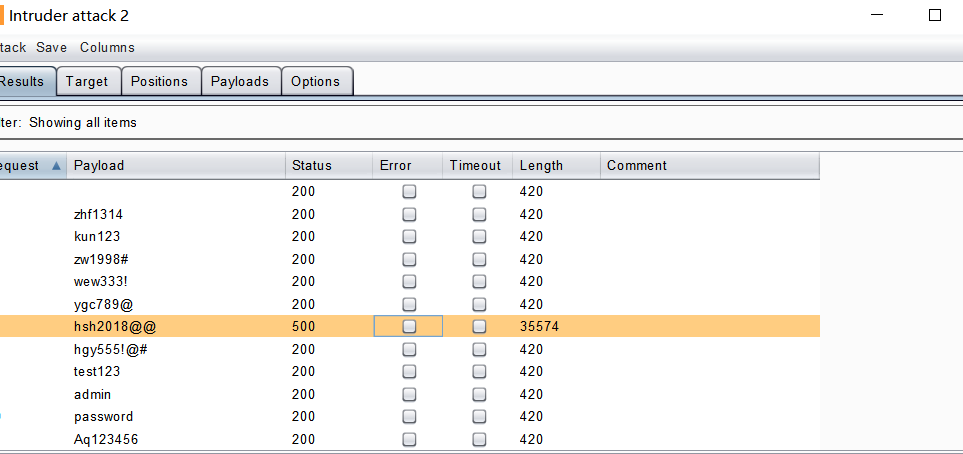 Intruder attack 2
tack Save Columns
Results Target Positions Payloads Options
ter: Showing all items
equest Payload Status Error Timeout Length Comment
200 420
zhf1314 200 420
kun123 200 420
zw1998# 200 420
wew333! 200 420
ygc789@ 200 420
hsh2018@@ 500 35574
hgy555!@# 200 420
test123 200 420
admin 200 420
password 200 420
Aq123456 200 420